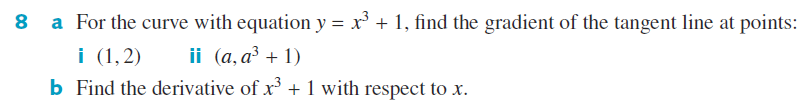 8 a For the curve with equation y = x³ + 1, find the gradient of the tangent line at points:
i (1, 2) ii (a, a³ + 1)
b Find the derivative of x³ + 1 with respect to x.